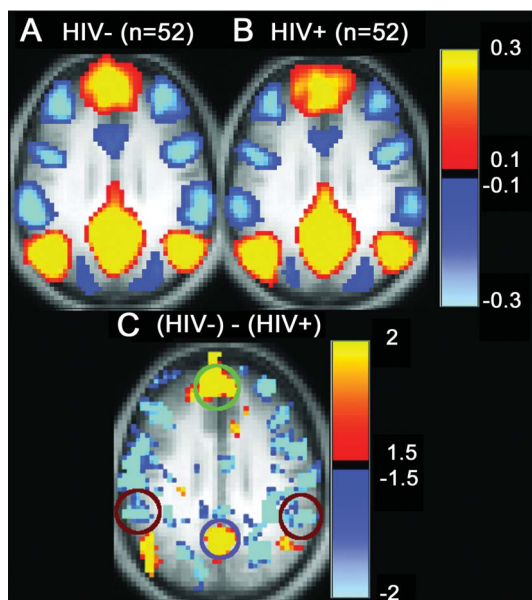 A HIV- (n=52)
B HIV+ (n=52)
0.3
0.1
-0.1
-0.3
C (HIV-) - (HIV+)
2
1.5
-1.5
-2